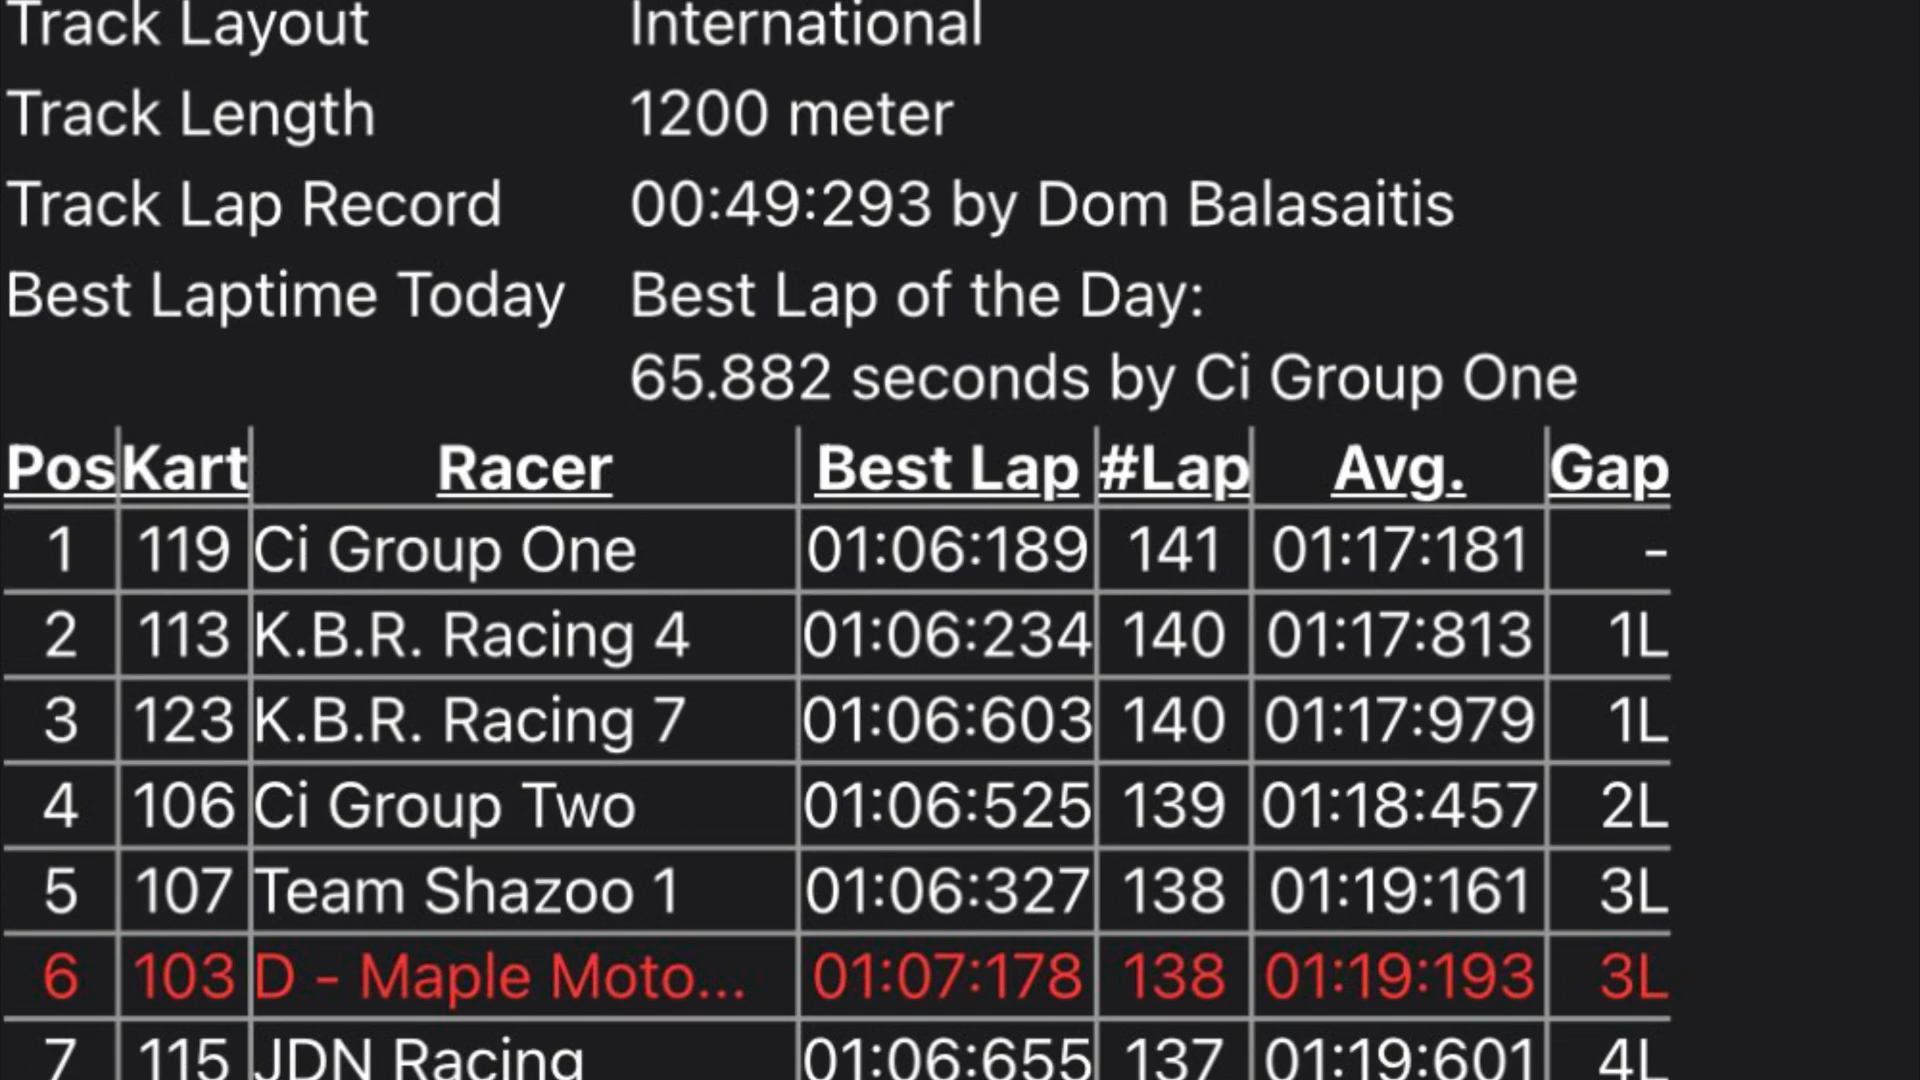 Track Layout International
Track Length 1200 meter
Track Lap Record 00:49:293 by Dom Balasaitis
Best Laptime Today Best Lap of the Day:
65.882 seconds by Ci Group One
Pos Kart Racer Best Lap #Lap Avg. Gap
1 119 Ci Group One 01:06:189 141 01:17:181 -
2 113 K.B.R. Racing 4 01:06:234 140 01:17:813 1L
3 123 K.B.R. Racing 7 01:06:603 140 01:17:979 1L
4 106 Ci Group Two 01:06:525 139 01:18:457 2L
5 107 Team Shazoo 1 01:06:327 138 01:19:161 3L
6 103 D - Maple Moto... 01:07:178 138 01:19:193 3L
7 115 JDN Racing 01:06:655 137 01:19:601 4L